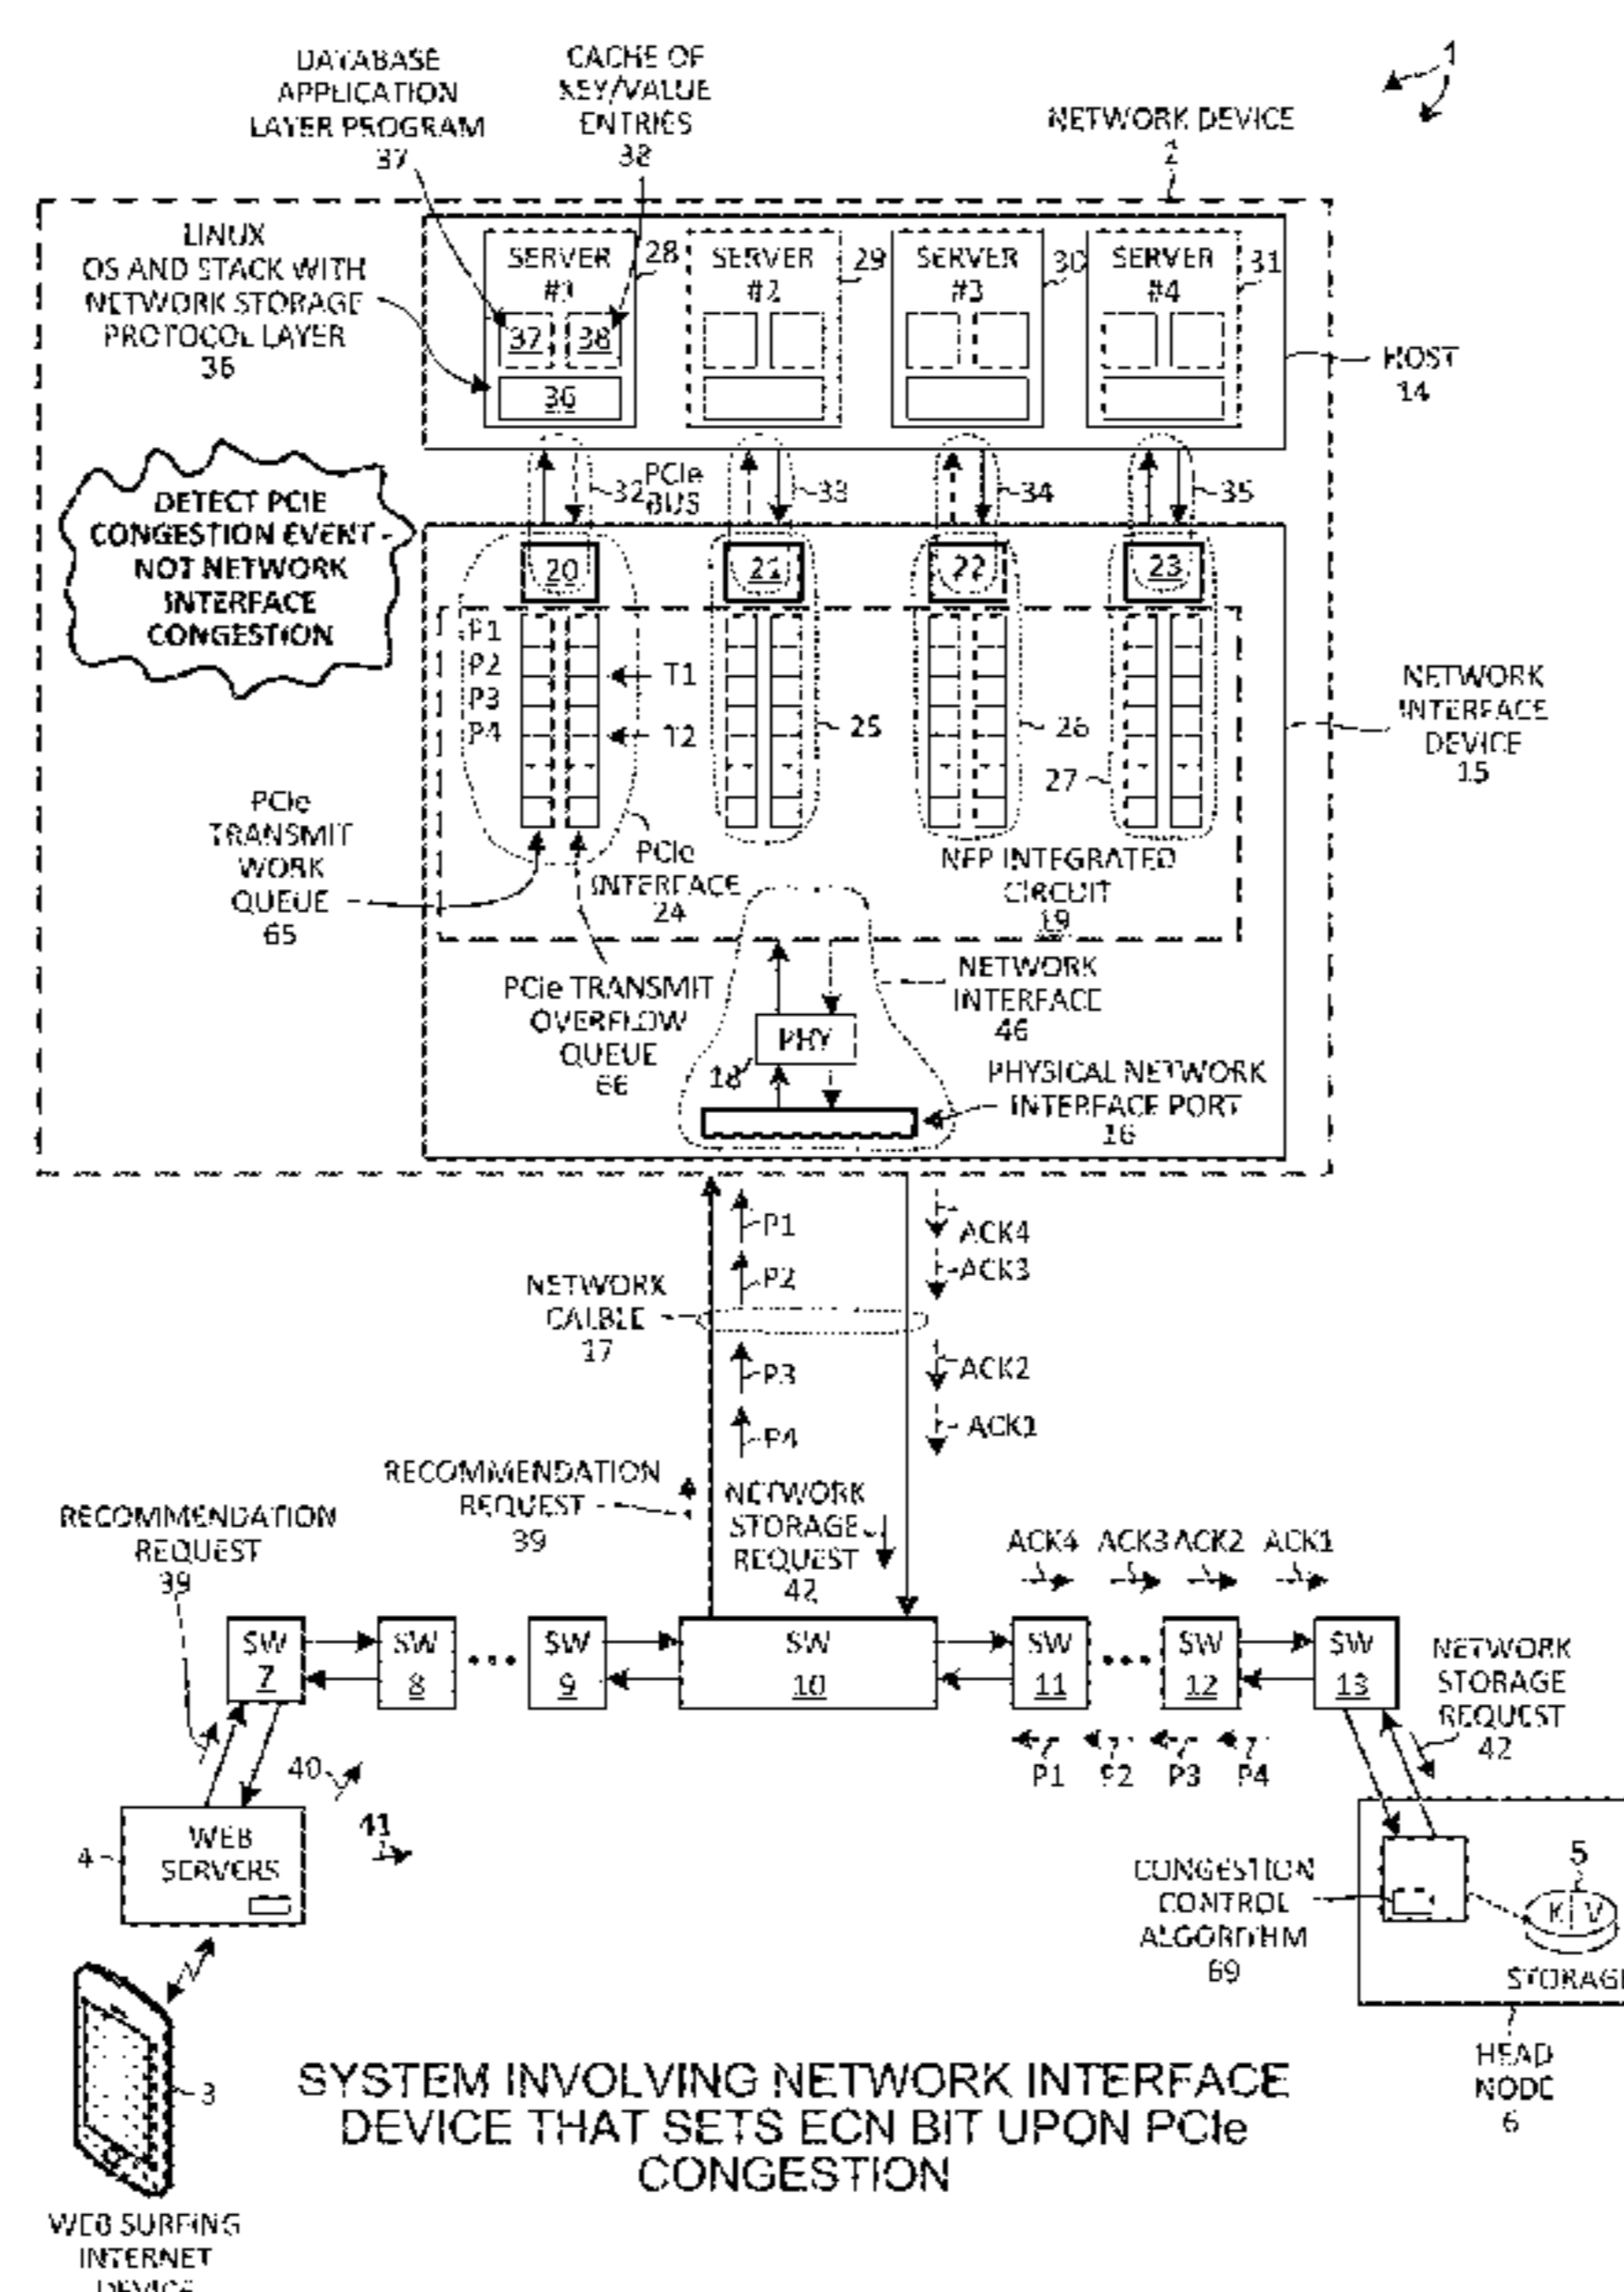 1
DATABASE
APPLICATION
LAYER PROGRAM
37
CACHE OF
KEY/VALUE
ENTRIES
38
NETWORK DEVICE
2
LINUX
OS AND STACK WITH
NETWORK STORAGE
PROTOCOL LAYER
36
SERVER
#1
28
37
38
36
SERVER
#2
29
SERVER
#3
30
SERVER
#4
31
HOST
14
DETECT PCIE
CONGESTION EVENT -
NOT NETWORK
INTERFACE
CONGESTION
32
PCIe
BUS
33
34
35
20
21
22
23
P1
P2
P3
P4
T1
T2
25
26
27
NETWORK
INTERFACE
DEVICE
15
PCIe
TRANSMIT
WORK
QUEUE
65
PCIe
INTERFACE
24
NFP INTEGRATED
CIRCUIT
19
PCIe TRANSMIT
OVERFLOW
QUEUE
66
NETWORK
INTERFACE
46
PHY
18
PHYSICAL NETWORK
INTERFACE PORT
16
P1
P2
P3
P4
ACK4
ACK3
ACK2
ACK1
NETWORK
CALBLE
17
RECOMMENDATION
REQUEST
39
NETWORK
STORAGE
REQUEST
42
RECOMMENDATION
REQUEST
39
ACK4 ACK3 ACK2 ACK1
SW
7
SW
8
SW
9
SW
10
SW
11
SW
12
SW
13
NETWORK
STORAGE
REQUEST
42
P1 P2 P3 P4
40
41
4
WEB
SERVERS
CONGESTION
CONTROL
ALGORITHM
69
5
K V
HEAD
NODE
6
3
WEB SURFING
INTERNET
DEVICE
SYSTEM INVOLVING NETWORK INTERFACE
DEVICE THAT SETS ECN BIT UPON PCIe
CONGESTION